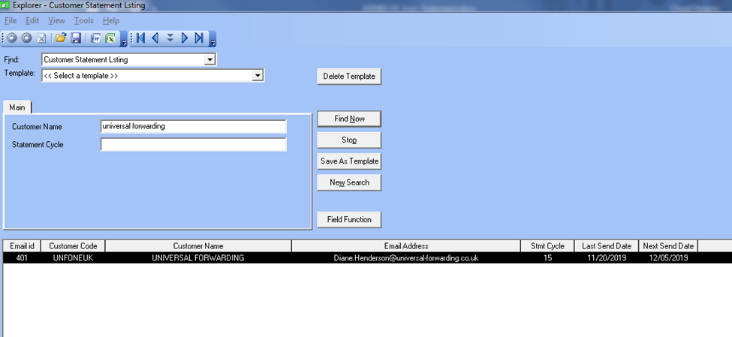 Explorer - Customer Statement Lsting
File Edit View Tools Help
Find: Customer Statement Lsting
Template: << Select a template >>
Delete Template
Main
Customer Name universal forwarding
Find Now
Statement Cycle
Stop
Save As Template
New Search
Field Function
Email id Customer Code Customer Name Email Address Stmt Cycle Last Send Date Next Send Date
401 UNFONEUK UNIVERSAL FORWARDING Diane.Henderson@universal-forwarding.co.uk 15 11/20/2019 12/05/2019